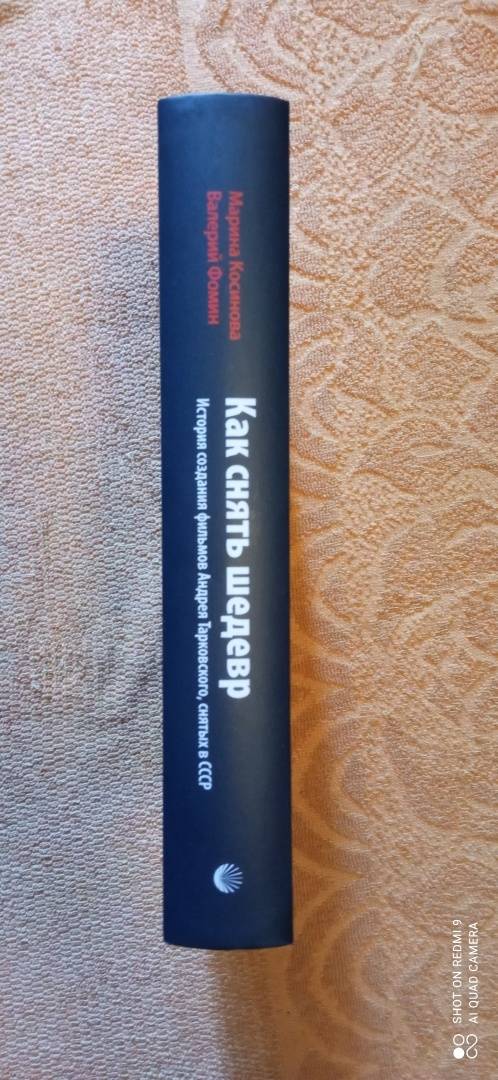 Марина Косинова
Валерий Фомин
Как снять шедевр
История создания фильмов Андрея Тарковского, снятых в СССР
SHOT ON REDMI 9
AI QUAD CAMERA